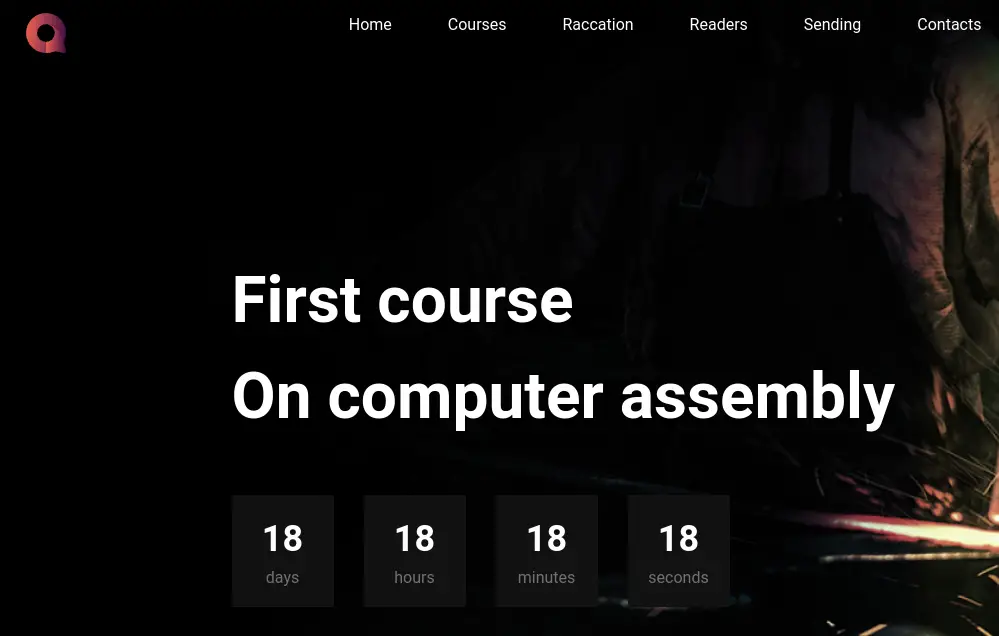 Home Courses Raccation Readers Sending Contacts
First course
On computer assembly
18 18 18 18
days hours minutes seconds